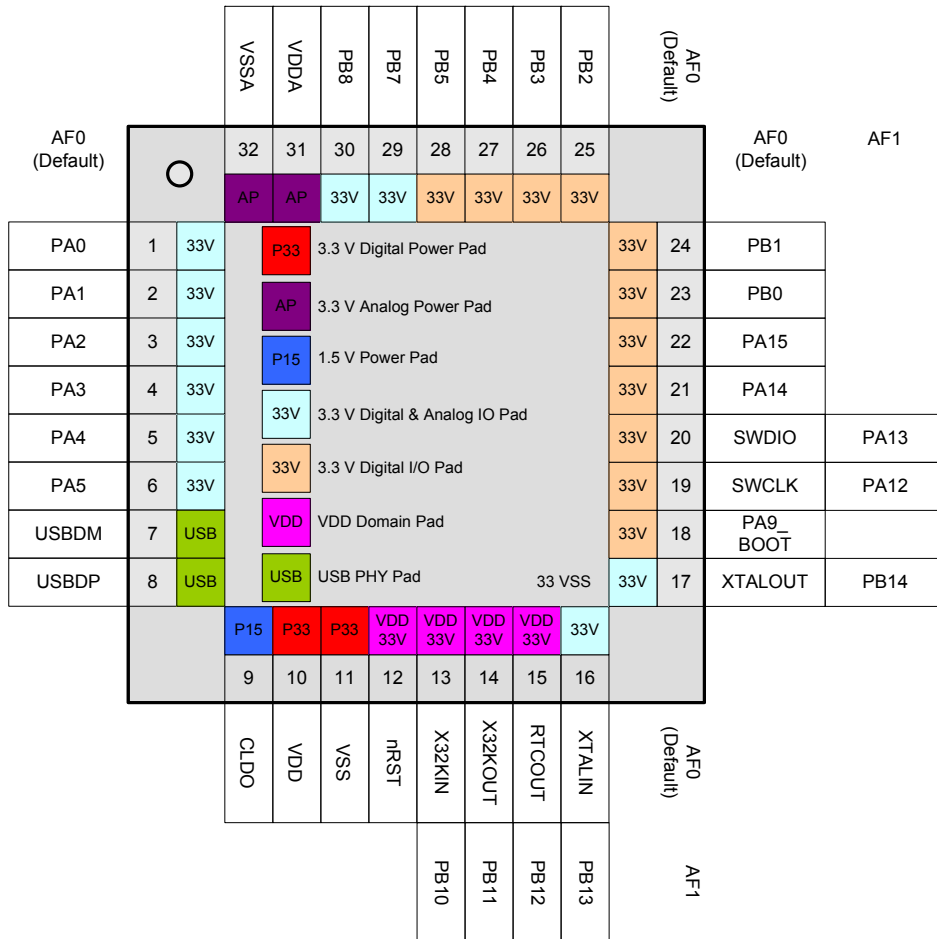 VSSA VDDA PB8 PB7 PB5 PB4 PB3 PB2 AF0 (Default)
AF0
(Default)
32 31 30 29 28 27 26 25
AF0
(Default)
AF1
AP AP 33V 33V 33V 33V 33V 33V
PA0 1 33V
P33 3.3 V Digital Power Pad
33V 24 PB1
PA1 2 33V
AP 3.3 V Analog Power Pad
33V 23 PB0
PA2 3 33V
P15 1.5 V Power Pad
33V 22 PA15
PA3 4 33V
33V 3.3 V Digital & Analog IO Pad
33V 21 PA14
PA4 5 33V
33V 3.3 V Digital I/O Pad
33V 20 SWDIO PA13
PA5 6 33V
33V 19 SWCLK PA12
USBDM 7 USB
VDD VDD Domain Pad
33V 18 PA9_
BOOT
USBDP 8 USB
USB USB PHY Pad
33 VSS
33V 17 XTALOUT PB14
P15 P33 P33 VDD 33V VDD 33V VDD 33V VDD 33V 33V
9 10 11 12 13 14 15 16
CLDO VDD VSS nRST X32KIN X32KOUT RTCOUT XTALIN AF0 (Default)
PB10 PB11 PB12 PB13 AF1